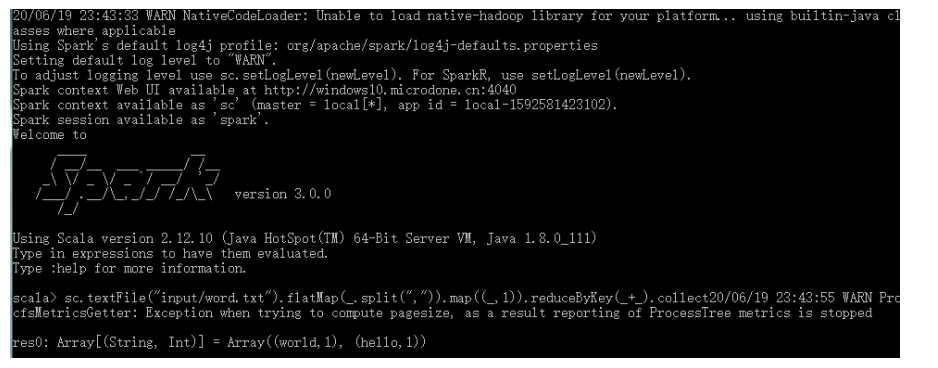 20/06/19 23:43:33 WARN NativeCodeLoader: Unable to load native-hadoop library for your platform... using builtin-java cl
asses where applicable
Using Spark's default log4j profile: org/apache/spark/log4j-defaults.properties
Setting default log level to "WARN".
To adjust logging level use sc.setLogLevel(newLevel). For SparkR, use setLogLevel(newLevel).
Spark context Web UI available at http://windows10.microdone.cn:4040
Spark context available as 'sc' (master = local[*], app id = local-1592581423102).
Spark session available as 'spark'.
Welcome to
Spark version 3.0.0
Using Scala version 2.12.10 (Java HotSpot(TM) 64-Bit Server VM, Java 1.8.0_111)
Type in expressions to have them evaluated.
Type :help for more information.
scala> sc.textFile("input/word.txt").flatMap(_.split(",")).map((_,1)).reduceByKey(_+_).collect20/06/19 23:43:55 WARN Pro
cfsMetricsGetter: Exception when trying to compute pagesize, as a result reporting of ProcessTree metrics is stopped
res0: Array[(String, Int)] = Array((world,1), (hello,1))